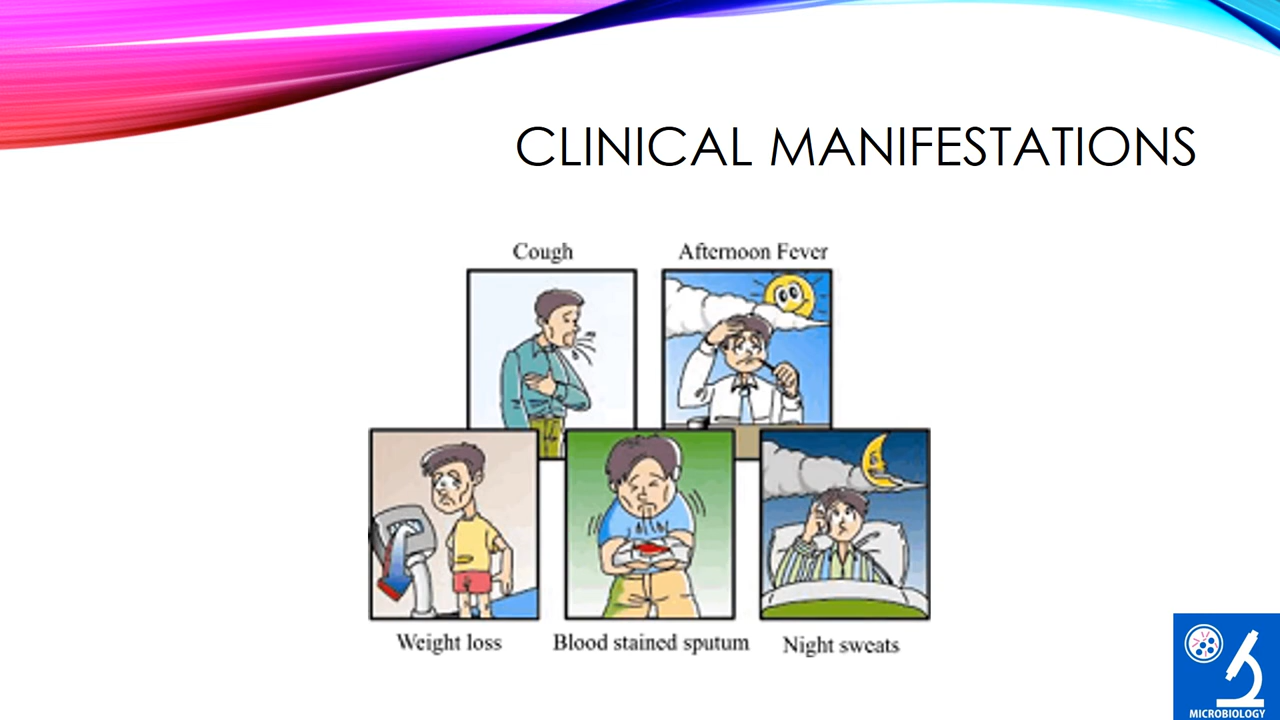 CLINICAL MANIFESTATIONS
Cough
Afternoon Fever
Weight loss
Blood stained sputum
Night sweats
MICROBIOLOGY